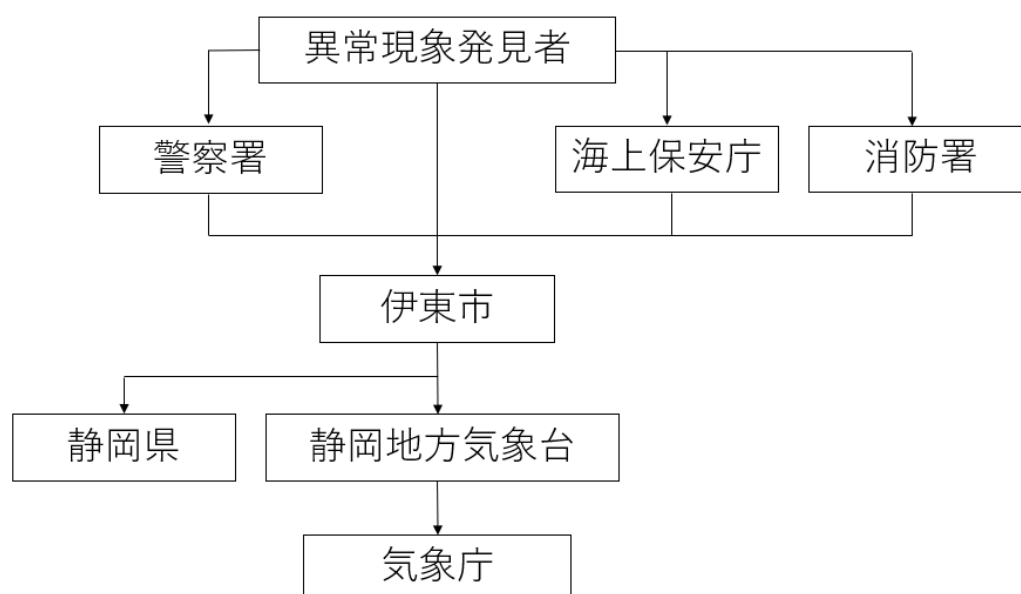 異常現象発見者
警察署
海上保安庁
消防署
伊東市
静岡県
静岡地方気象台
気象庁